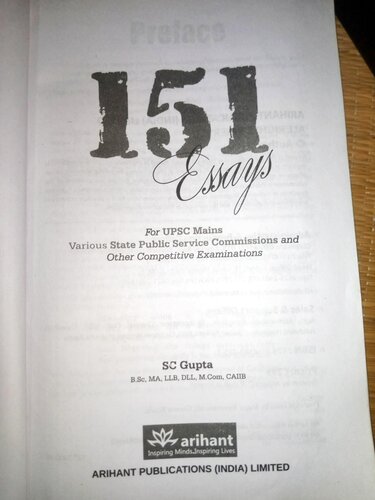 Preface
151
Essays
For UPSC Mains
Various State Public Service Commissions and
Other Competitive Examinations
SC Gupta
B.Sc, MA, LLB, DLL, M.Com, CAIIB
arihant
Inspiring Minds.Inspiring Lives
ARIHANT PUBLICATIONS (INDIA) LIMITED